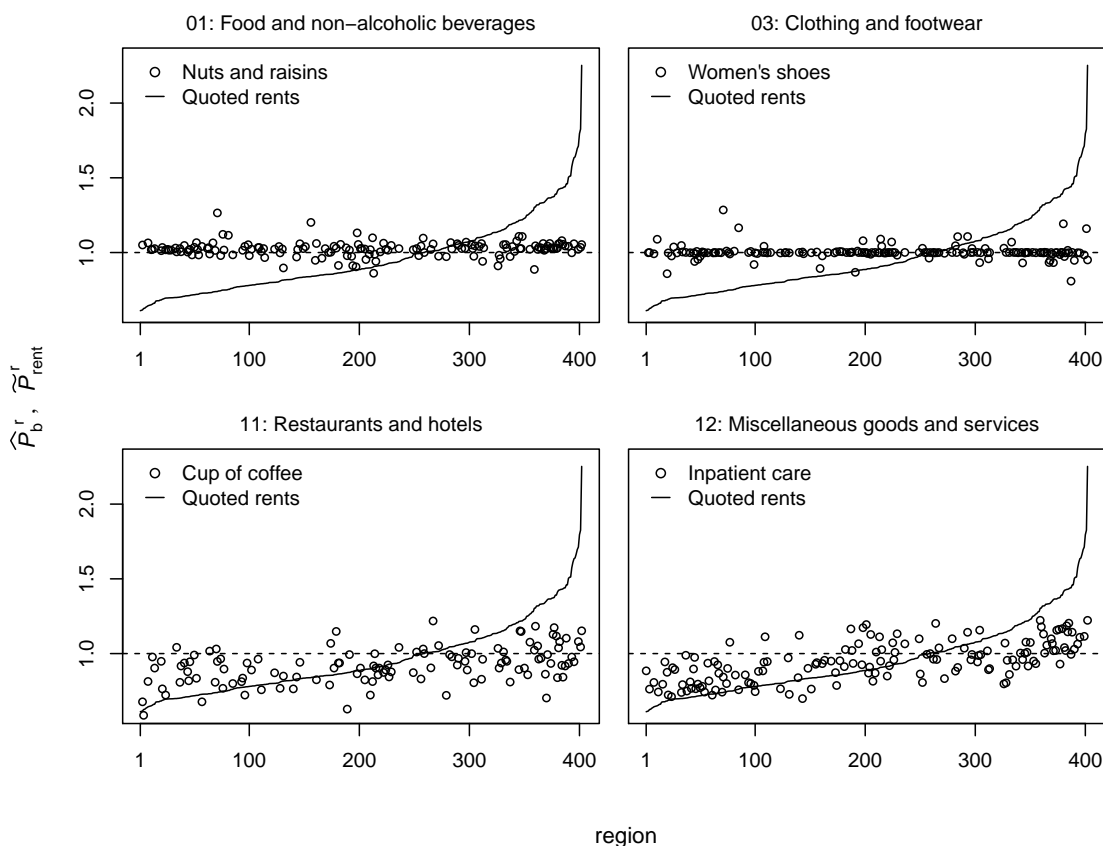 01: Food and non−alcoholic beverages
Nuts and raisins
Quoted rents
1.0
1.5
2.0
1
100
200
300
400
03: Clothing and footwear
Women's shoes
Quoted rents
1
100
200
300
400
11: Restaurants and hotels
Cup of coffee
Quoted rents
1.0
1.5
2.0
1
100
200
300
400
12: Miscellaneous goods and services
Inpatient care
Quoted rents
1
100
200
300
400
P̂ᵣb , P̃ʳrent
region